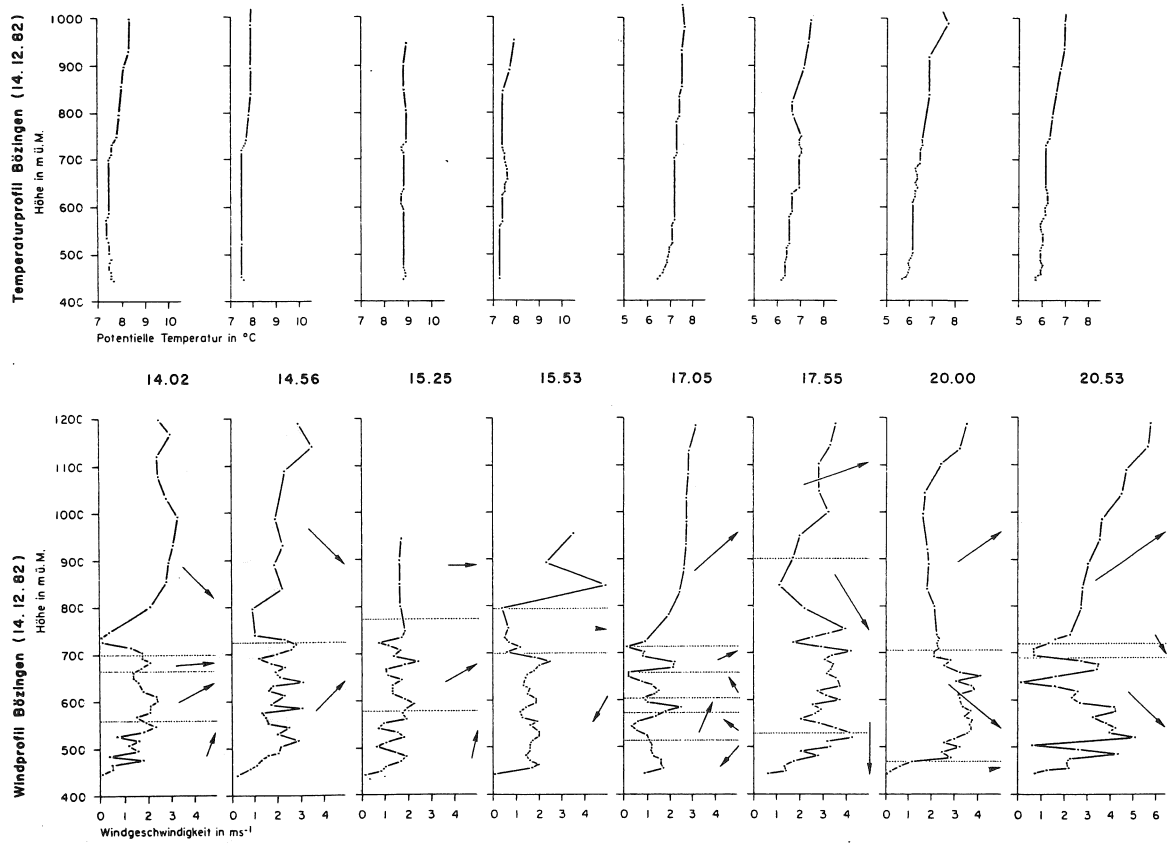 Temperaturprofil Bözingen (14.12.82)
Höhe in m ü.M.
1000
900
800
700
600
500
400
7 8 9 10
7 8 9 10
7 8 9 10
7 8 9 10
5 6 7 8
5 6 7 8
5 6 7 8
5 6 7 8
Potentielle Temperatur in °C
14.02
14.56
15.25
15.53
17.05
17.55
20.00
20.53
Windprofil Bözingen (14.12.82)
Höhe in m ü.M.
1200
1100
1000
900
800
700
600
500
400
0 1 2 3 4
0 1 2 3 4
0 1 2 3 4
0 1 2 3 4
0 1 2 3 4
0 1 2 3 4
0 1 2 3 4
0 1 2 3 4 5 6
Windgeschwindigkeit in ms-1